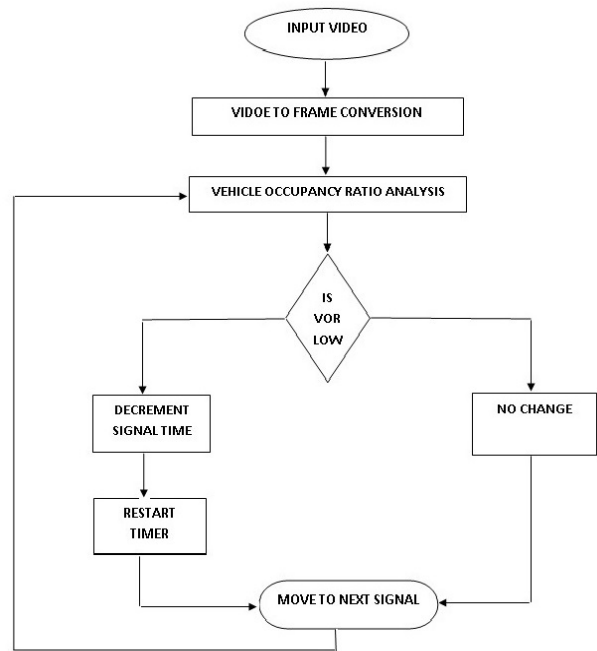 INPUT VIDEO
VIDOE TO FRAME CONVERSION
VEHICLE OCCUPANCY RATIO ANALYSIS
IS
VOR
LOW
DECREMENT
SIGNAL TIME
NO CHANGE
RESTART
TIMER
MOVE TO NEXT SIGNAL